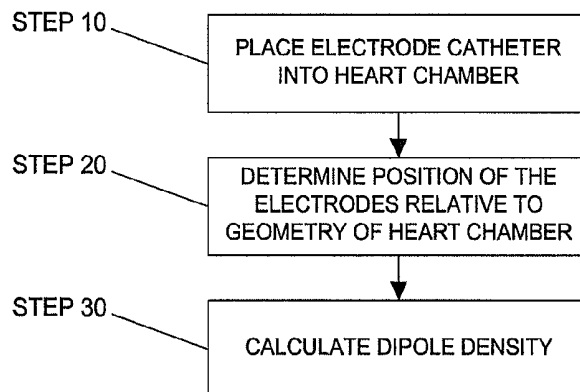 STEP 10
PLACE ELECTRODE CATHETER
INTO HEART CHAMBER
STEP 20
DETERMINE POSITION OF THE
ELECTRODES RELATIVE TO
GEOMETRY OF HEART CHAMBER
STEP 30
CALCULATE DIPOLE DENSITY